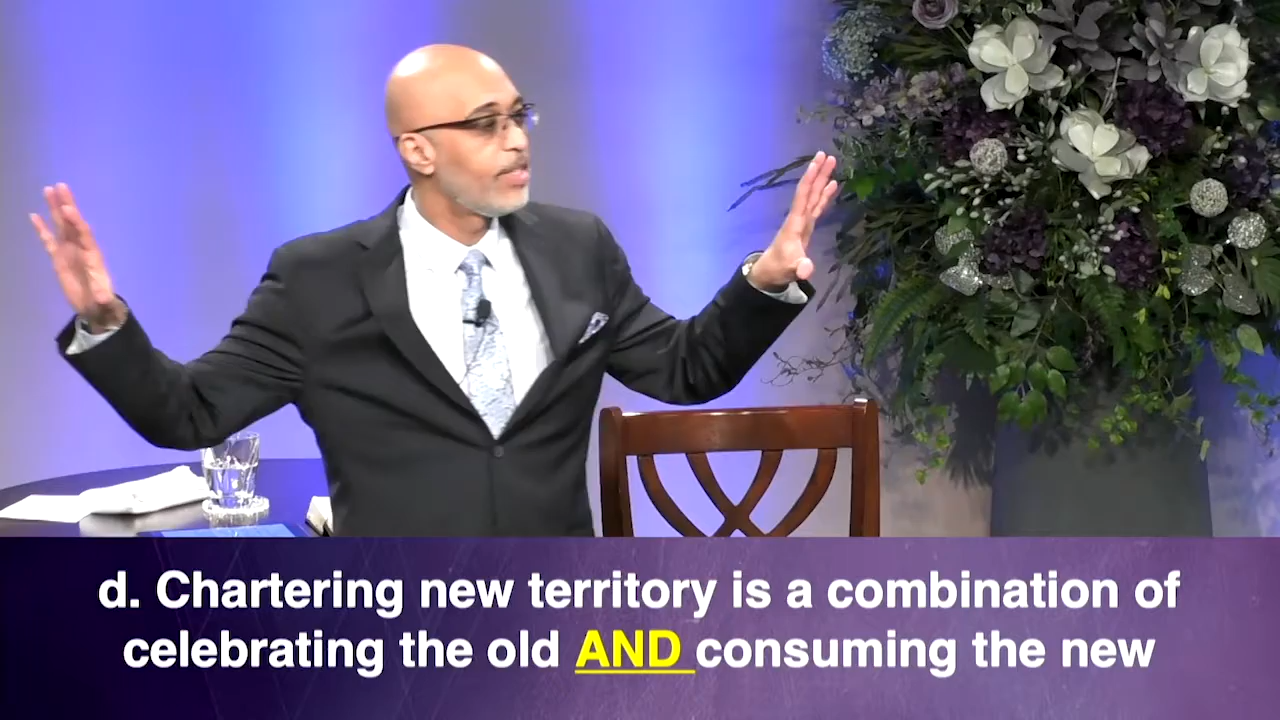 d. Chartering new territory is a combination of
celebrating the old AND consuming the new